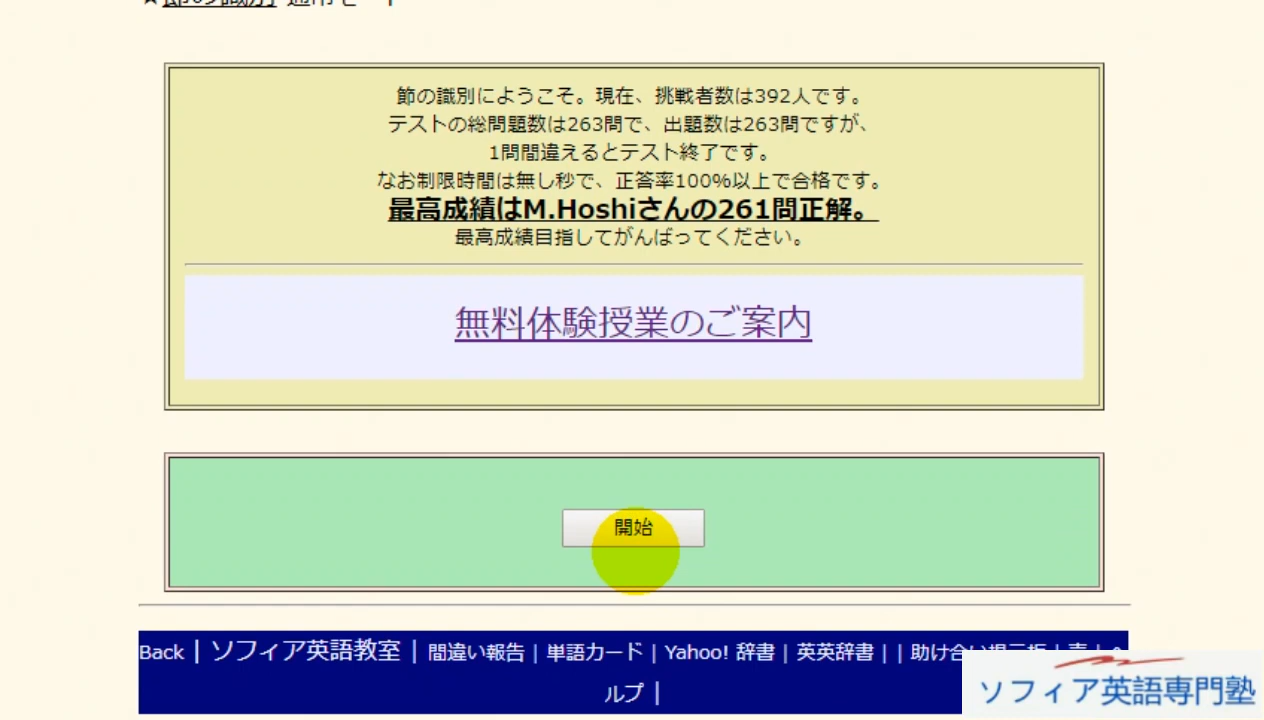 節の識別にようこそ。現在、挑戦者数は392人です。
テストの総問題数は263問で、出題数は263問ですが、
1問間違えるとテスト終了です。
なお制限時間は無し秒で、正答率100%以上で合格です。
最高成績はM.Hoshiさんの261問正解。
最高成績目指してがんばってください。
無料体験授業のご案内
開始
Back | ソフィア英語教室 | 間違い報告 | 単語カード | Yahoo! 辞書 | 英英辞書 | | 助け合い
ルプ |
ソフィア英語専門塾